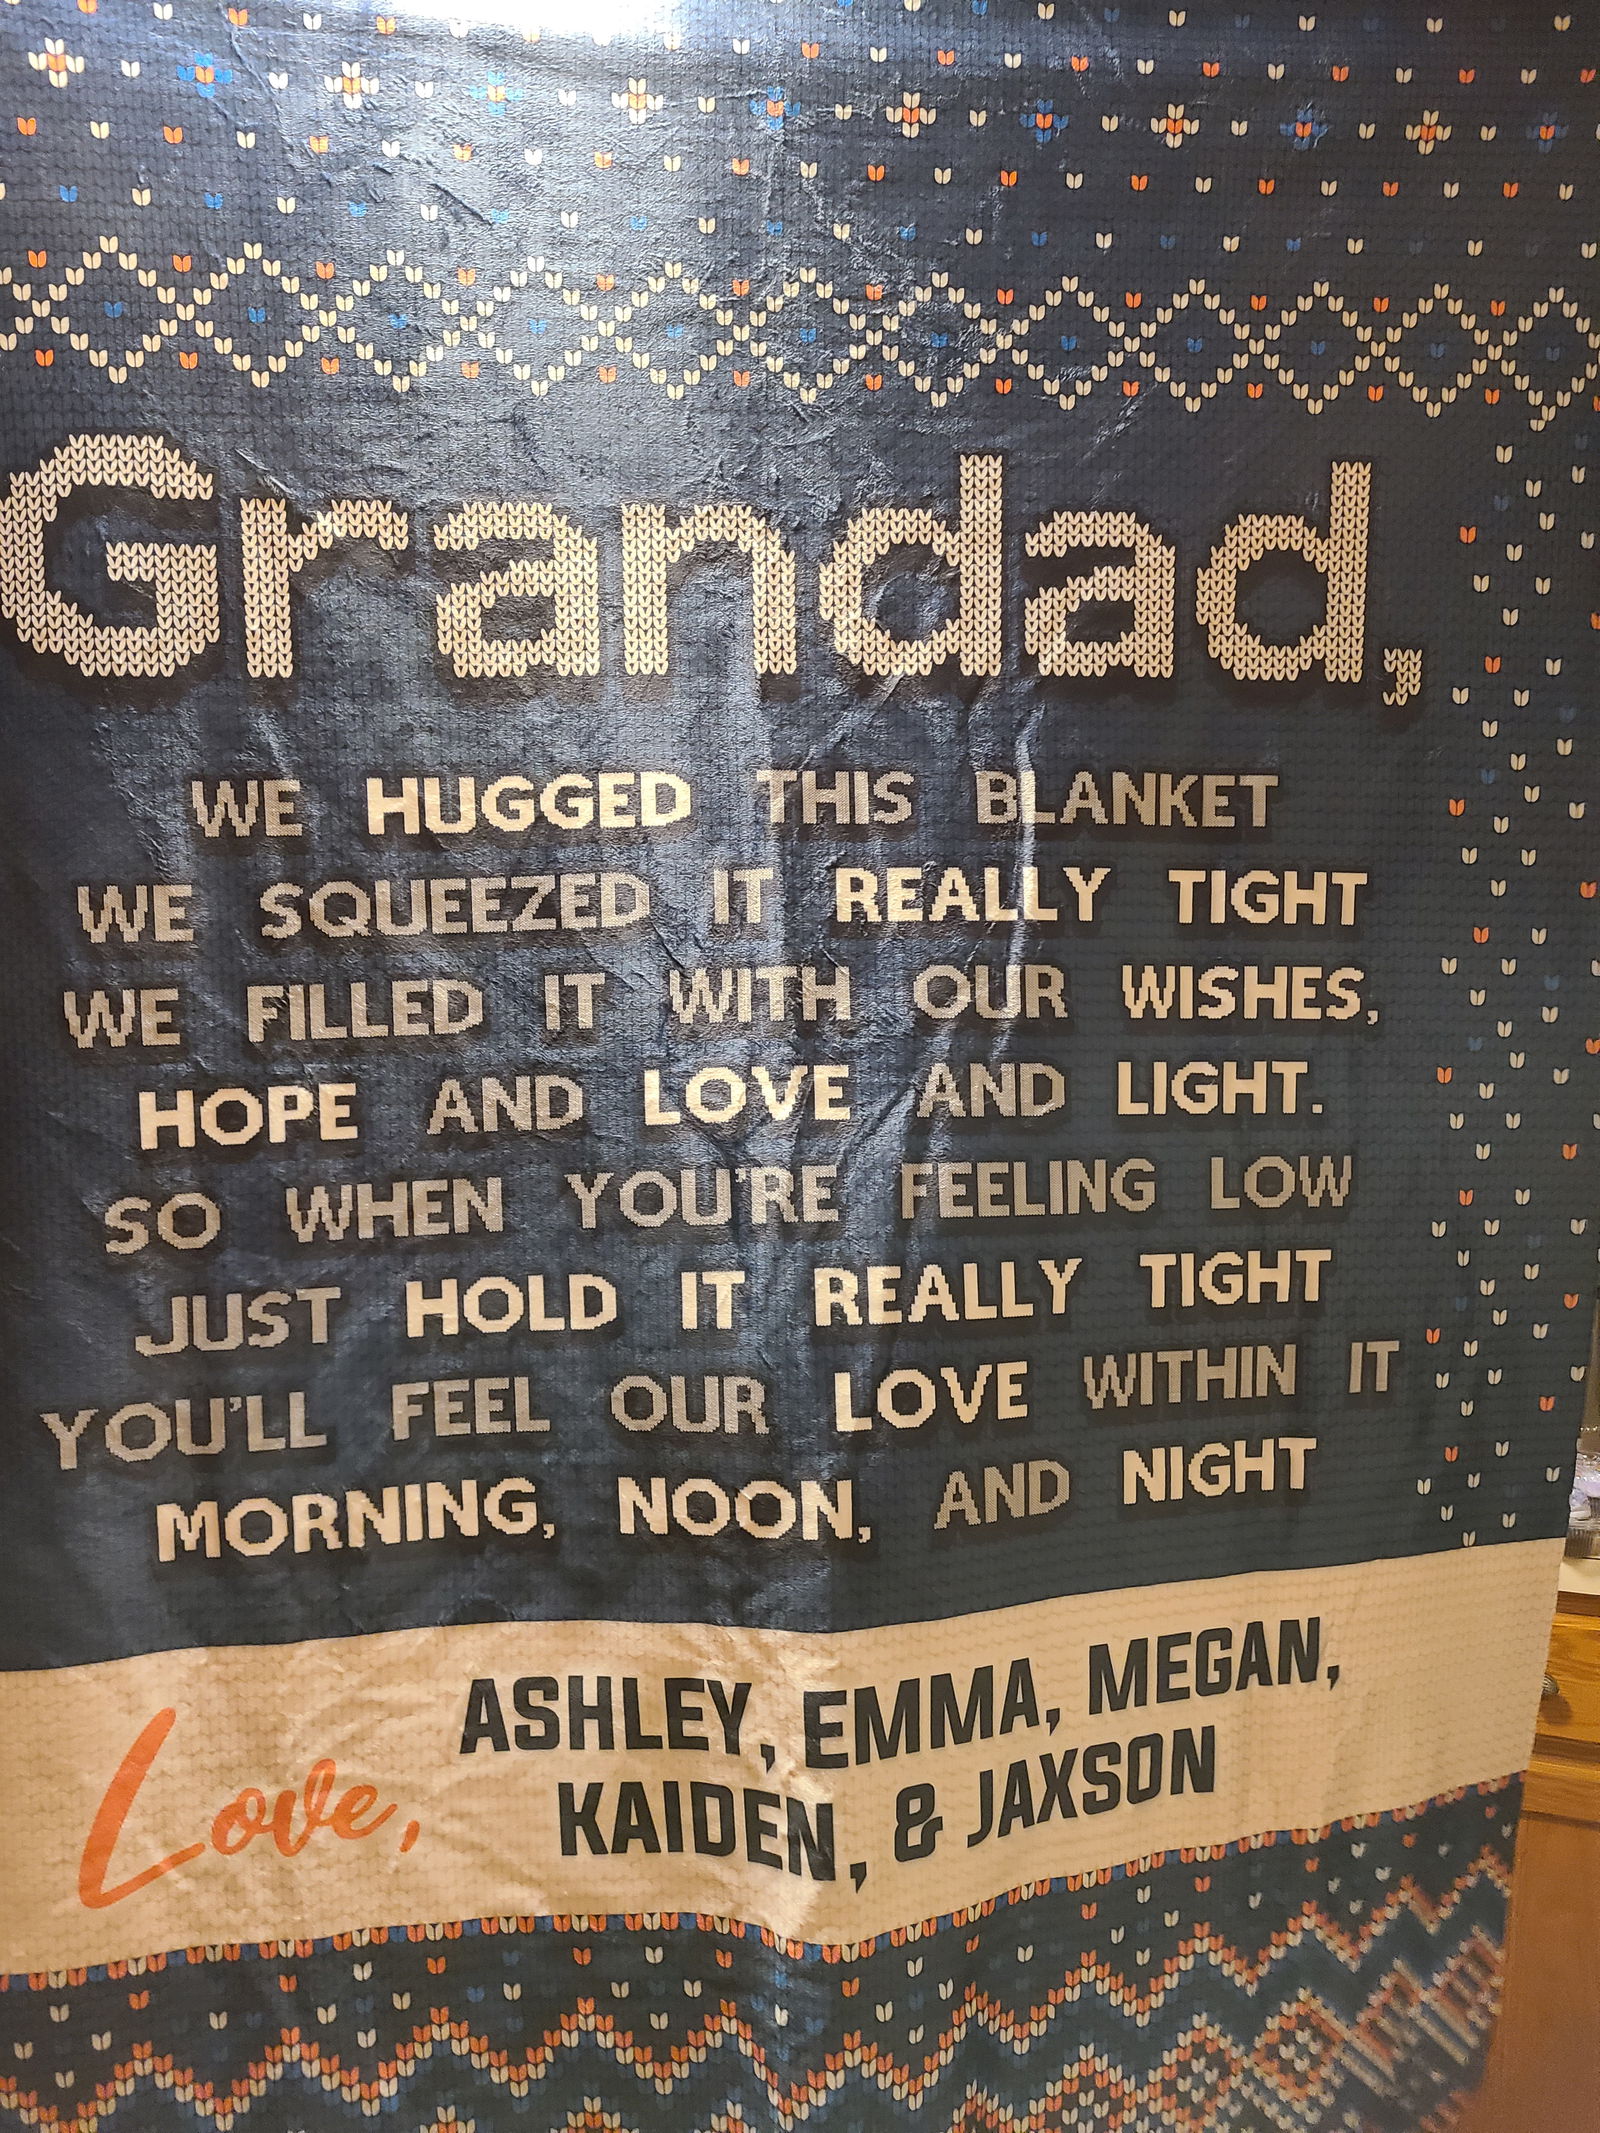 Grandad,
WE HUGGED THIS BLANKET
WE SQUEEZED IT REALLY TIGHT
WE FILLED IT WITH OUR WISHES,
HOPE AND LOVE AND LIGHT.
SO WHEN YOU'RE FEELING LOW
JUST HOLD IT REALLY TIGHT
YOU'LL FEEL OUR LOVE WITHIN IT
MORNING, NOON, AND NIGHT
Love,
ASHLEY, EMMA, MEGAN,
KAIDEN, & JAXSON